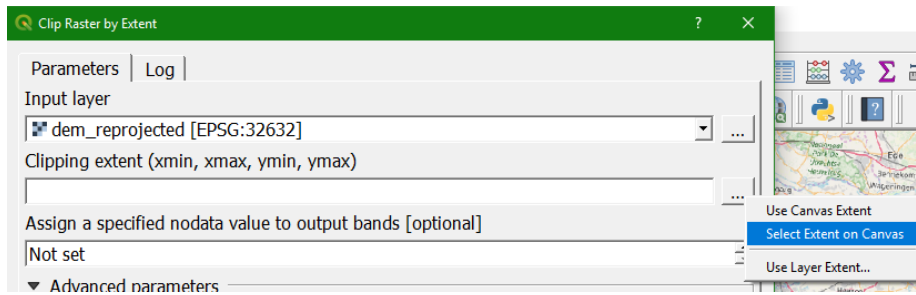 Clip Raster by Extent
Parameters
Log
Input layer
dem_reprojected [EPSG:32632]
...
Clipping extent (xmin, xmax, ymin, ymax)
...
Assign a specified nodata value to output bands [optional]
Not set
Advanced parameters
Use Canvas Extent
Select Extent on Canvas
Use Layer Extent...
Ede
Wageningen